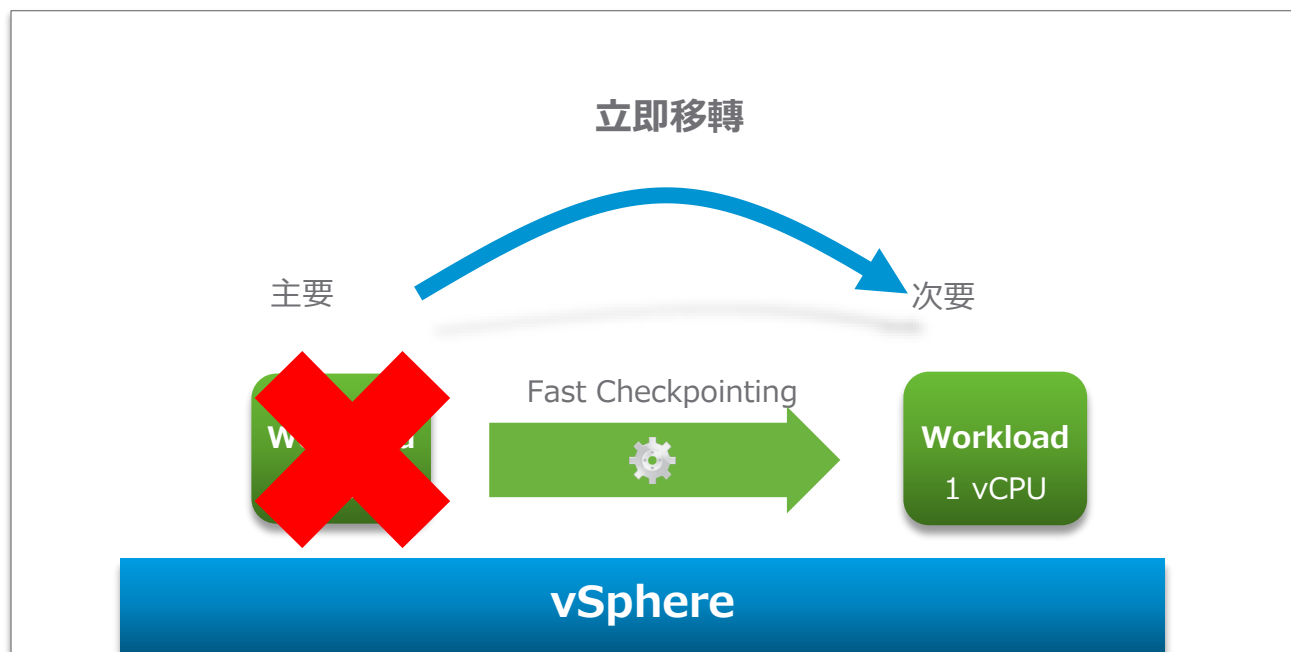 立即移轉
主要
次要
Fast Checkpointing
Workload
1 vCPU
vSphere